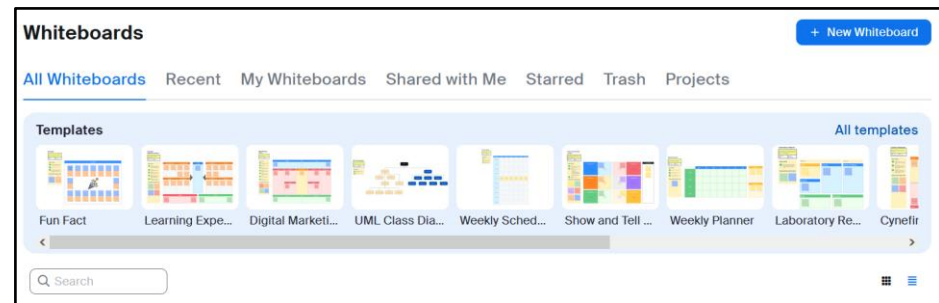 Whiteboards
+ New Whiteboard
All Whiteboards Recent My Whiteboards Shared with Me Starred Trash Projects
Templates
All templates
Fun Fact Learning Expe... Digital Marketi... UML Class Dia... Weekly Sched... Show and Tell ... Weekly Planner Laboratory Re... Cynefir
Search